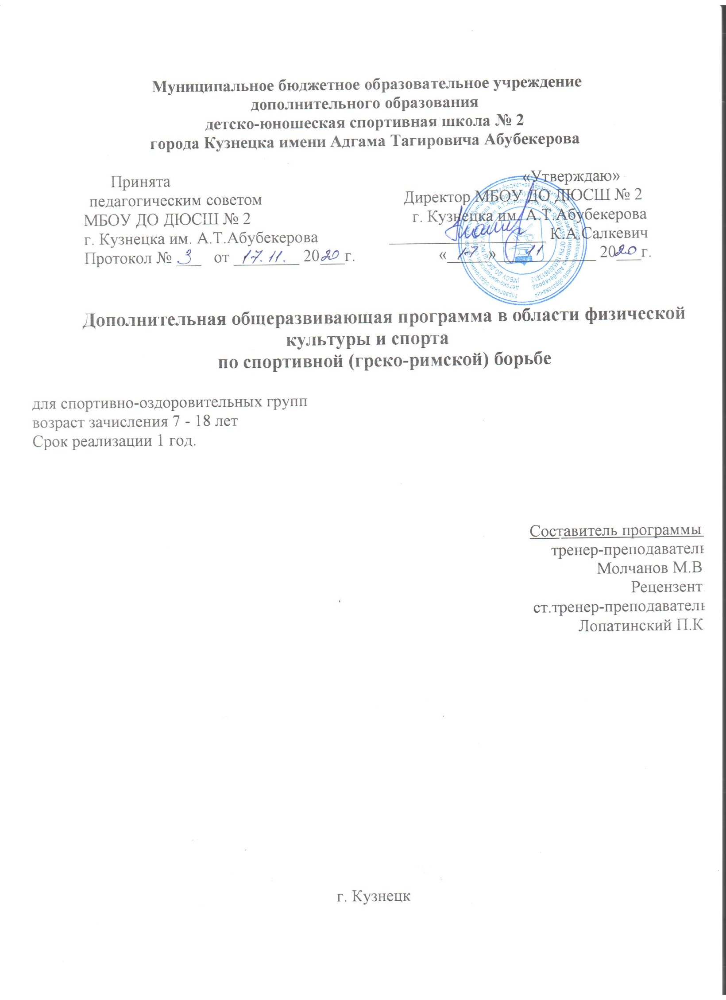 Муниципальное бюджетное образовательное учреждение
дополнительного образования
детско-юношеская спортивная школа № 2
города Кузнецка имени Адгама Тагировича Абубекерова
Принята
педагогическим советом
МБОУ ДО ДЮСШ № 2
г. Кузнецка им. А.Т.Абубекерова
Протокол № 3 от 17.11. 2020 г.
«Утверждаю»
Директор МБОУ ДО ДЮСШ № 2
г. Кузнецка им. А.Т.Абубекерова
К.А.Салкевич
«17» 11 2020 г.
Дополнительная общеразвивающая программа в области физической
культуры и спорта
по спортивной (греко-римской) борьбе
для спортивно-оздоровительных групп
возраст зачисления 7 - 18 лет
Срок реализации 1 год.
Составитель программы:
тренер-преподаватель
Молчанов М.В
Рецензент:
ст.тренер-преподаватель
Лопатинский П.К
г. Кузнецк